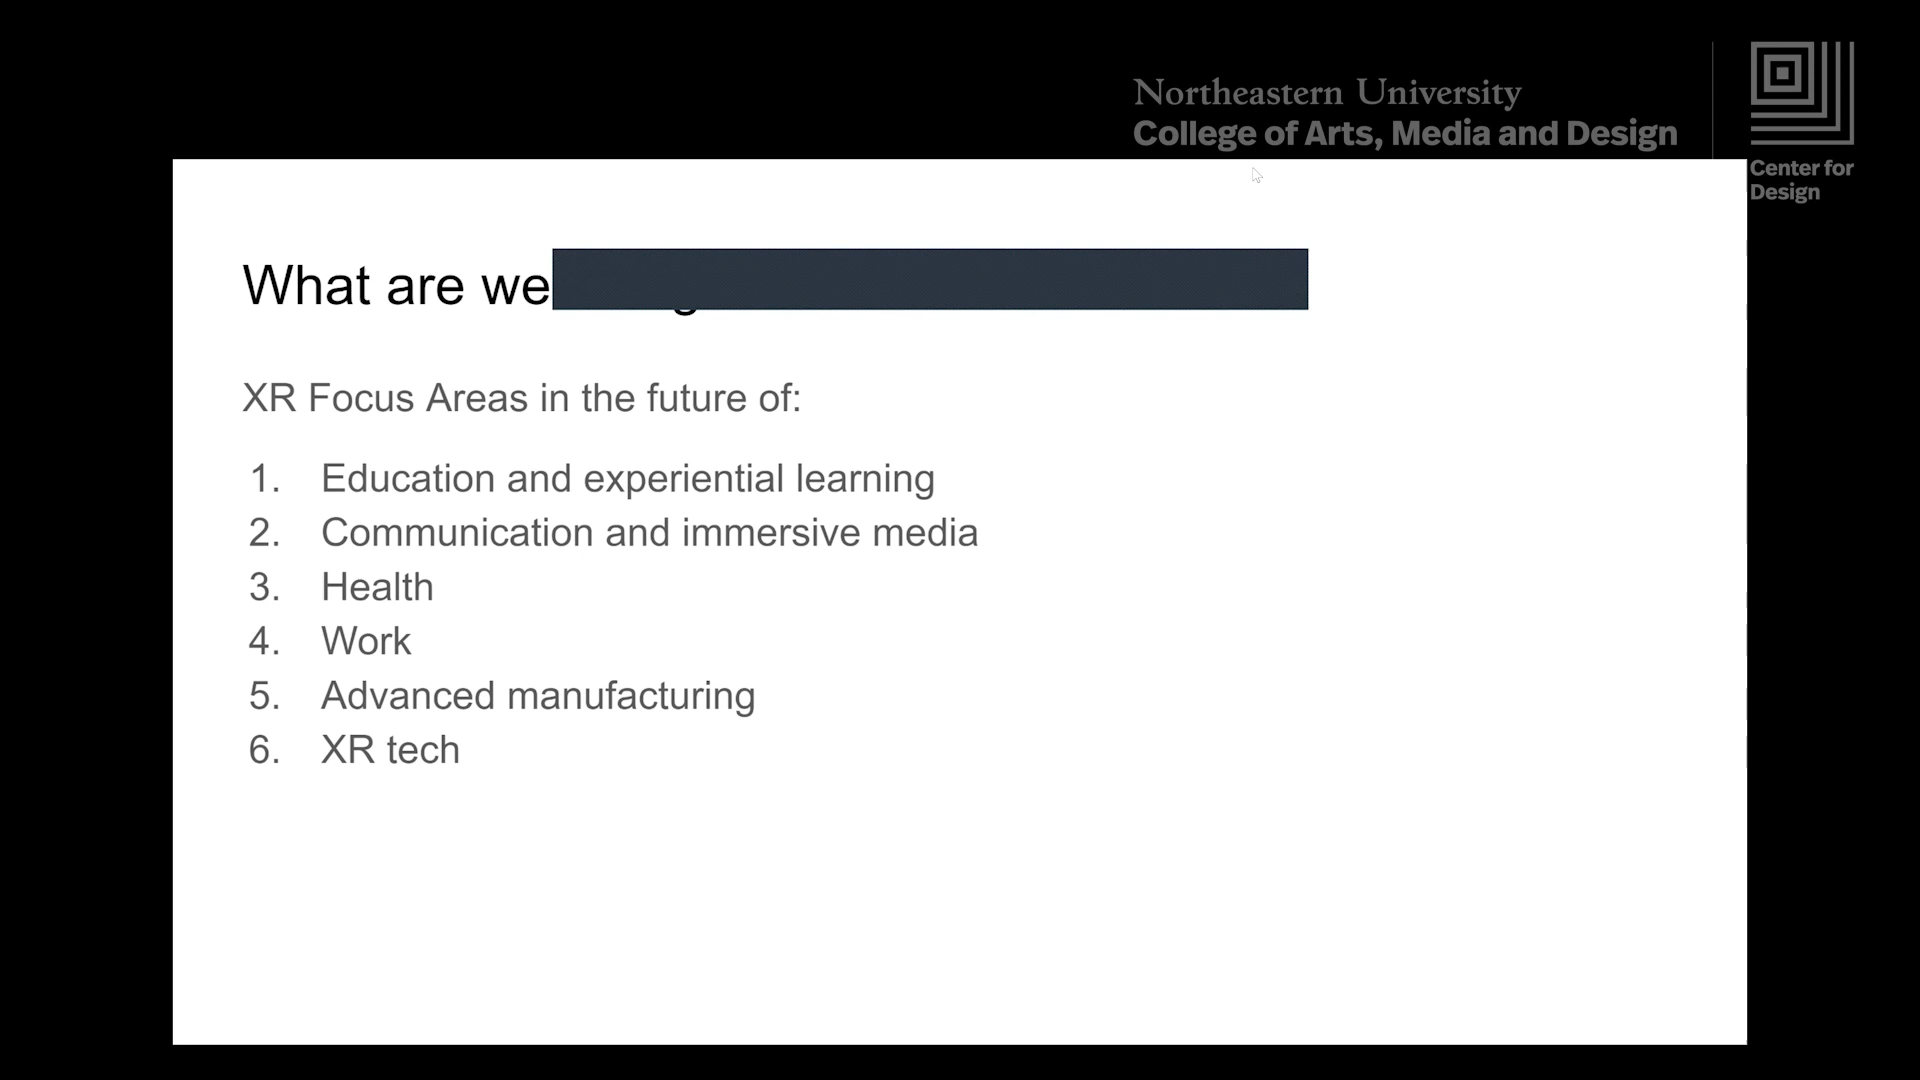 Northeastern University
College of Arts, Media and Design
Center for
Design
What are we
XR Focus Areas in the future of:
1. Education and experiential learning
2. Communication and immersive media
3. Health
4. Work
5. Advanced manufacturing
6. XR tech